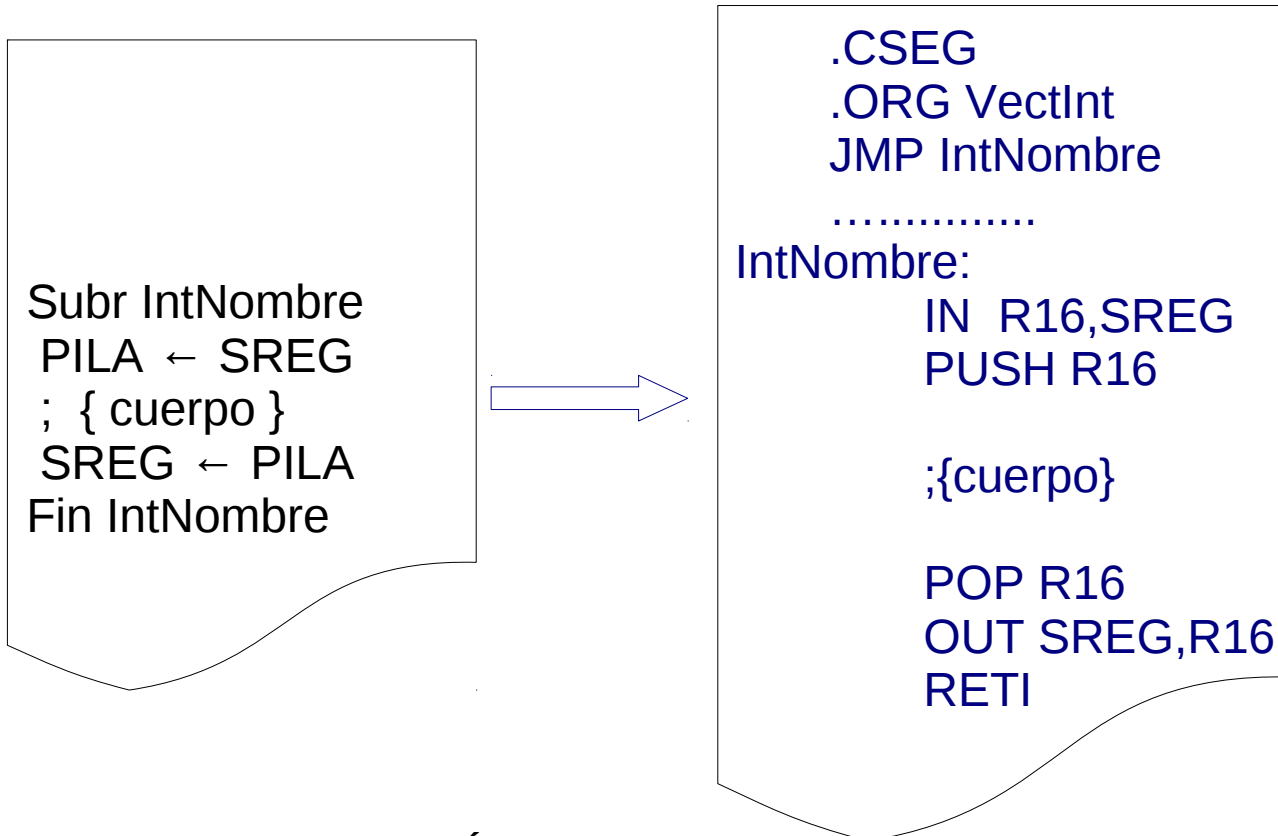 Subr IntNombre
PILA ← SREG
; { cuerpo }
SREG ← PILA
Fin IntNombre
.CSEG
.ORG VectInt
JMP IntNombre
…............
IntNombre:
IN R16,SREG
PUSH R16
;{cuerpo}
POP R16
OUT SREG,R16
RETI